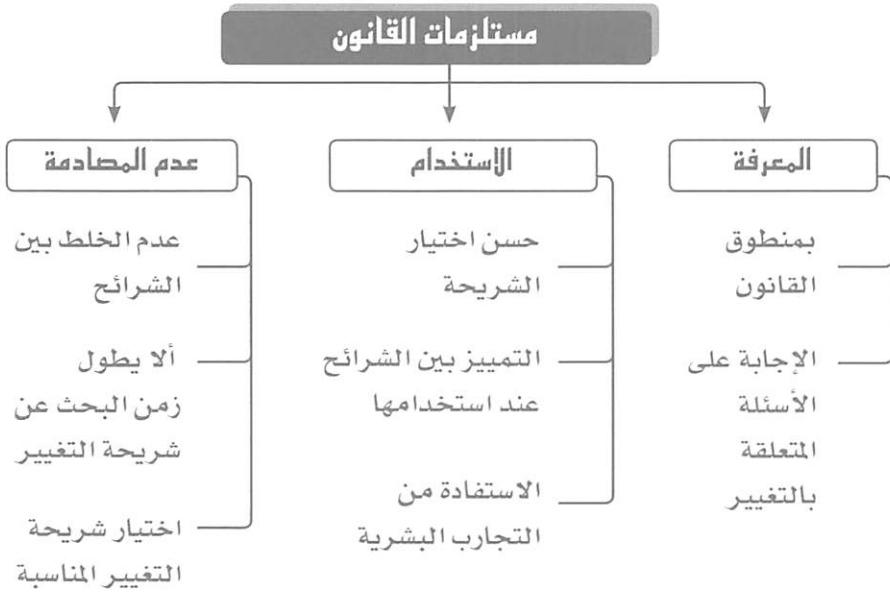 مستلزمات القانون
المعرفة
بمنطوق
القانون
الإجابة على
الأسئلة
المتعلقة
بالتغيير
الاستخدام
حسن اختيار
الشريحة
التمييز بين الشرائح
عند استخدامها
الاستفادة من
التجارب البشرية
عدم المصادمة
عدم الخلط بين
الشرائح
ألا يطول
زمن البحث عن
شريحة التغيير
اختيار شريحة
التغيير المناسبة